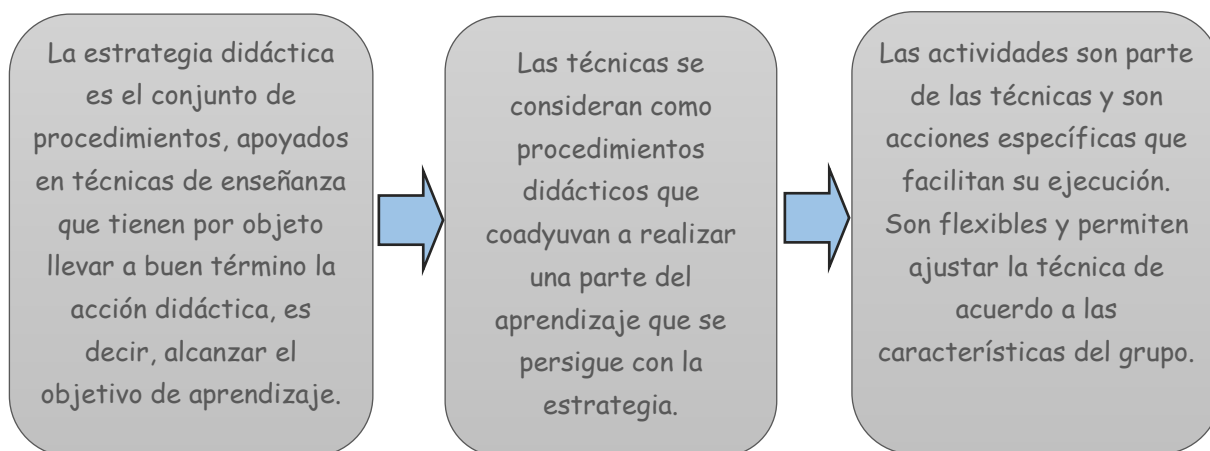 La estrategia didáctica
es el conjunto de
procedimientos, apoyados
en técnicas de enseñanza
que tienen por objeto
llevar a buen término la
acción didáctica, es
decir, alcanzar el
objetivo de aprendizaje.
Las técnicas se
consideran como
procedimientos
didácticos que
coadyuvan a realizar
una parte del
aprendizaje que se
persigue con la
estrategia.
Las actividades son parte
de las técnicas y son
acciones específicas que
facilitan su ejecución.
Son flexibles y permiten
ajustar la técnica de
acuerdo a las
características del grupo.